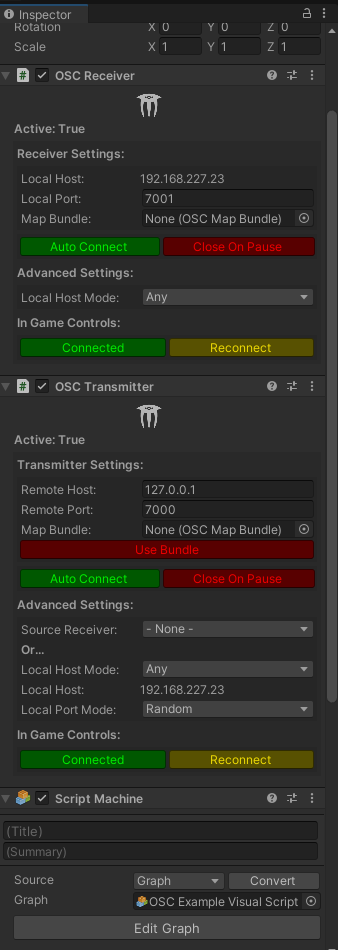 Inspector
Rotation X 0 Y 0 Z 0
Scale X 1 Y 1 Z 1
# OSC Receiver
Active: True
Receiver Settings:
Local Host: 192.168.227.23
Local Port: 7001
Map Bundle: None (OSC Map Bundle)
Auto Connect Close On Pause
Advanced Settings:
Local Host Mode: Any
In Game Controls:
Connected Reconnect
# OSC Transmitter
Active: True
Transmitter Settings:
Remote Host: 127.0.0.1
Remote Port: 7000
Map Bundle: None (OSC Map Bundle)
Use Bundle
Auto Connect Close On Pause
Advanced Settings:
Source Receiver: - None -
Or...
Local Host Mode: Any
Local Host: 192.168.227.23
Local Port Mode: Random
In Game Controls:
Connected Reconnect
Script Machine
(Title)
(Summary)
Source Graph Convert
Graph OSC Example Visual Script
Edit Graph